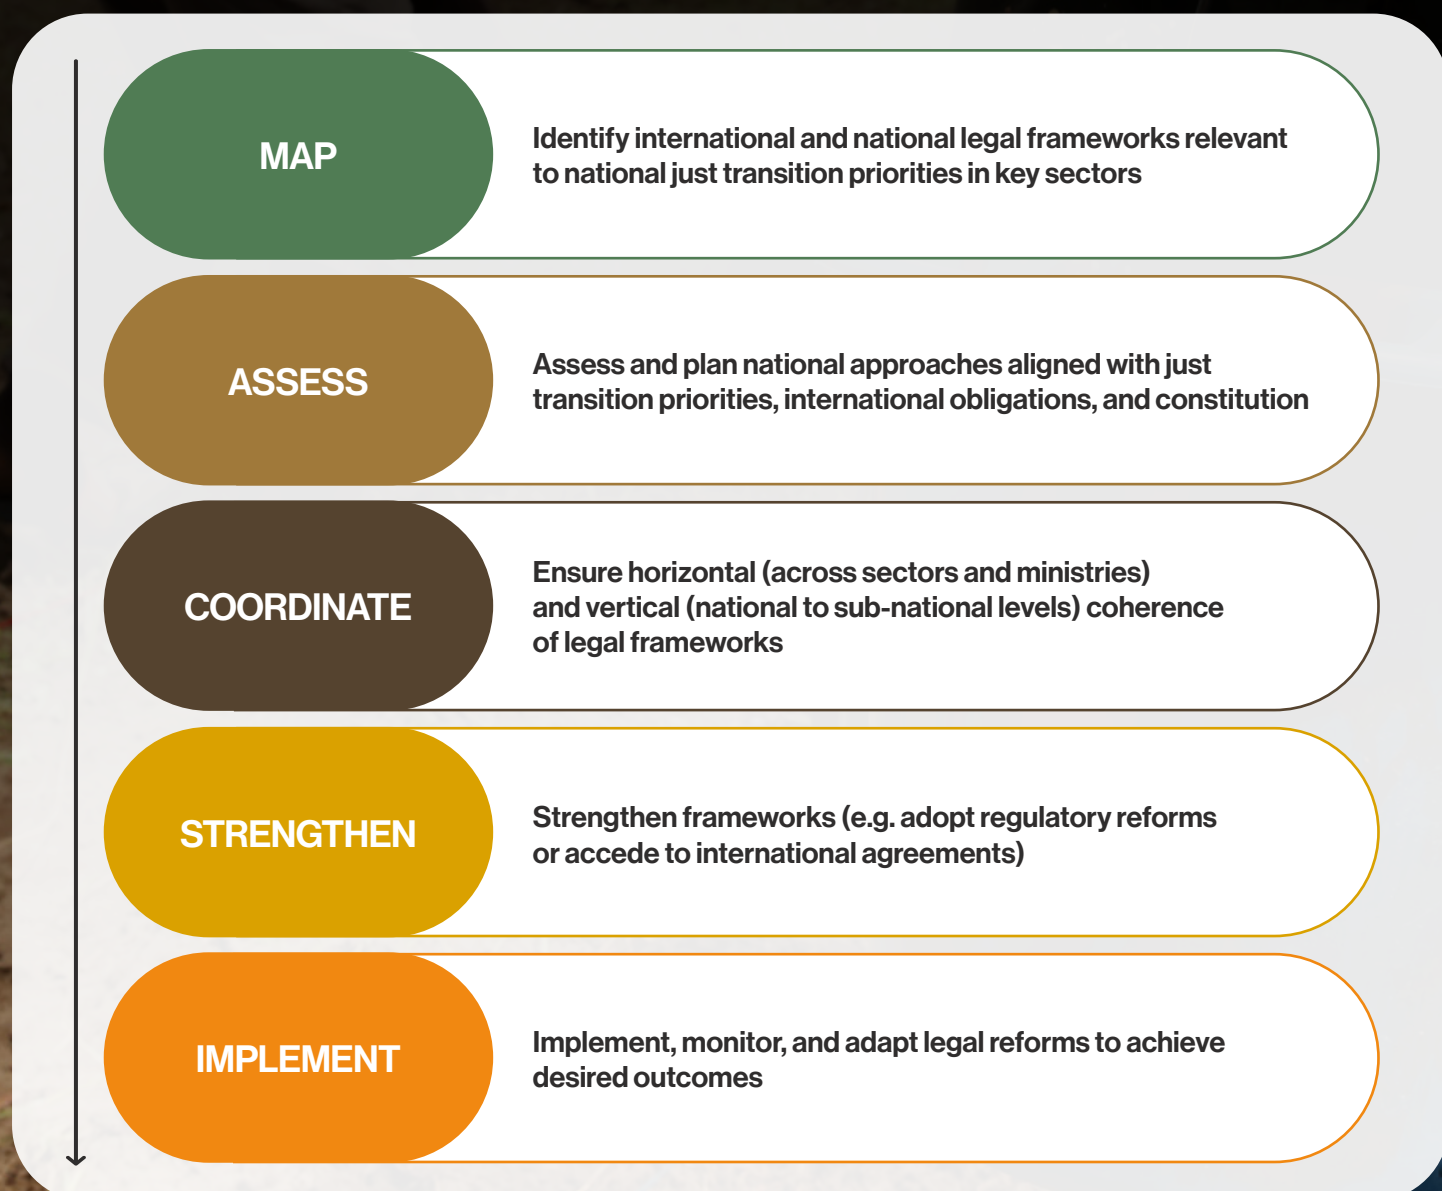 MAP
Identify international and national legal frameworks relevant
to national just transition priorities in key sectors
ASSESS
Assess and plan national approaches aligned with just
transition priorities, international obligations, and constitution
COORDINATE
Ensure horizontal (across sectors and ministries)
and vertical (national to sub-national levels) coherence
of legal frameworks
STRENGTHEN
Strengthen frameworks (e.g. adopt regulatory reforms
or accede to international agreements)
IMPLEMENT
Implement, monitor, and adapt legal reforms to achieve
desired outcomes